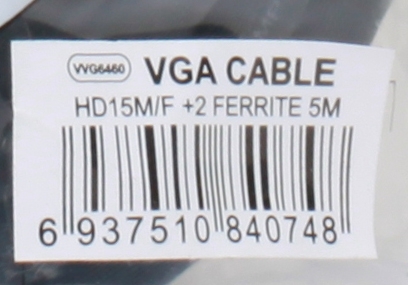 VVG6460 VGA CABLE
HD15M/F +2 FERRITE 5M
6 937510 840748